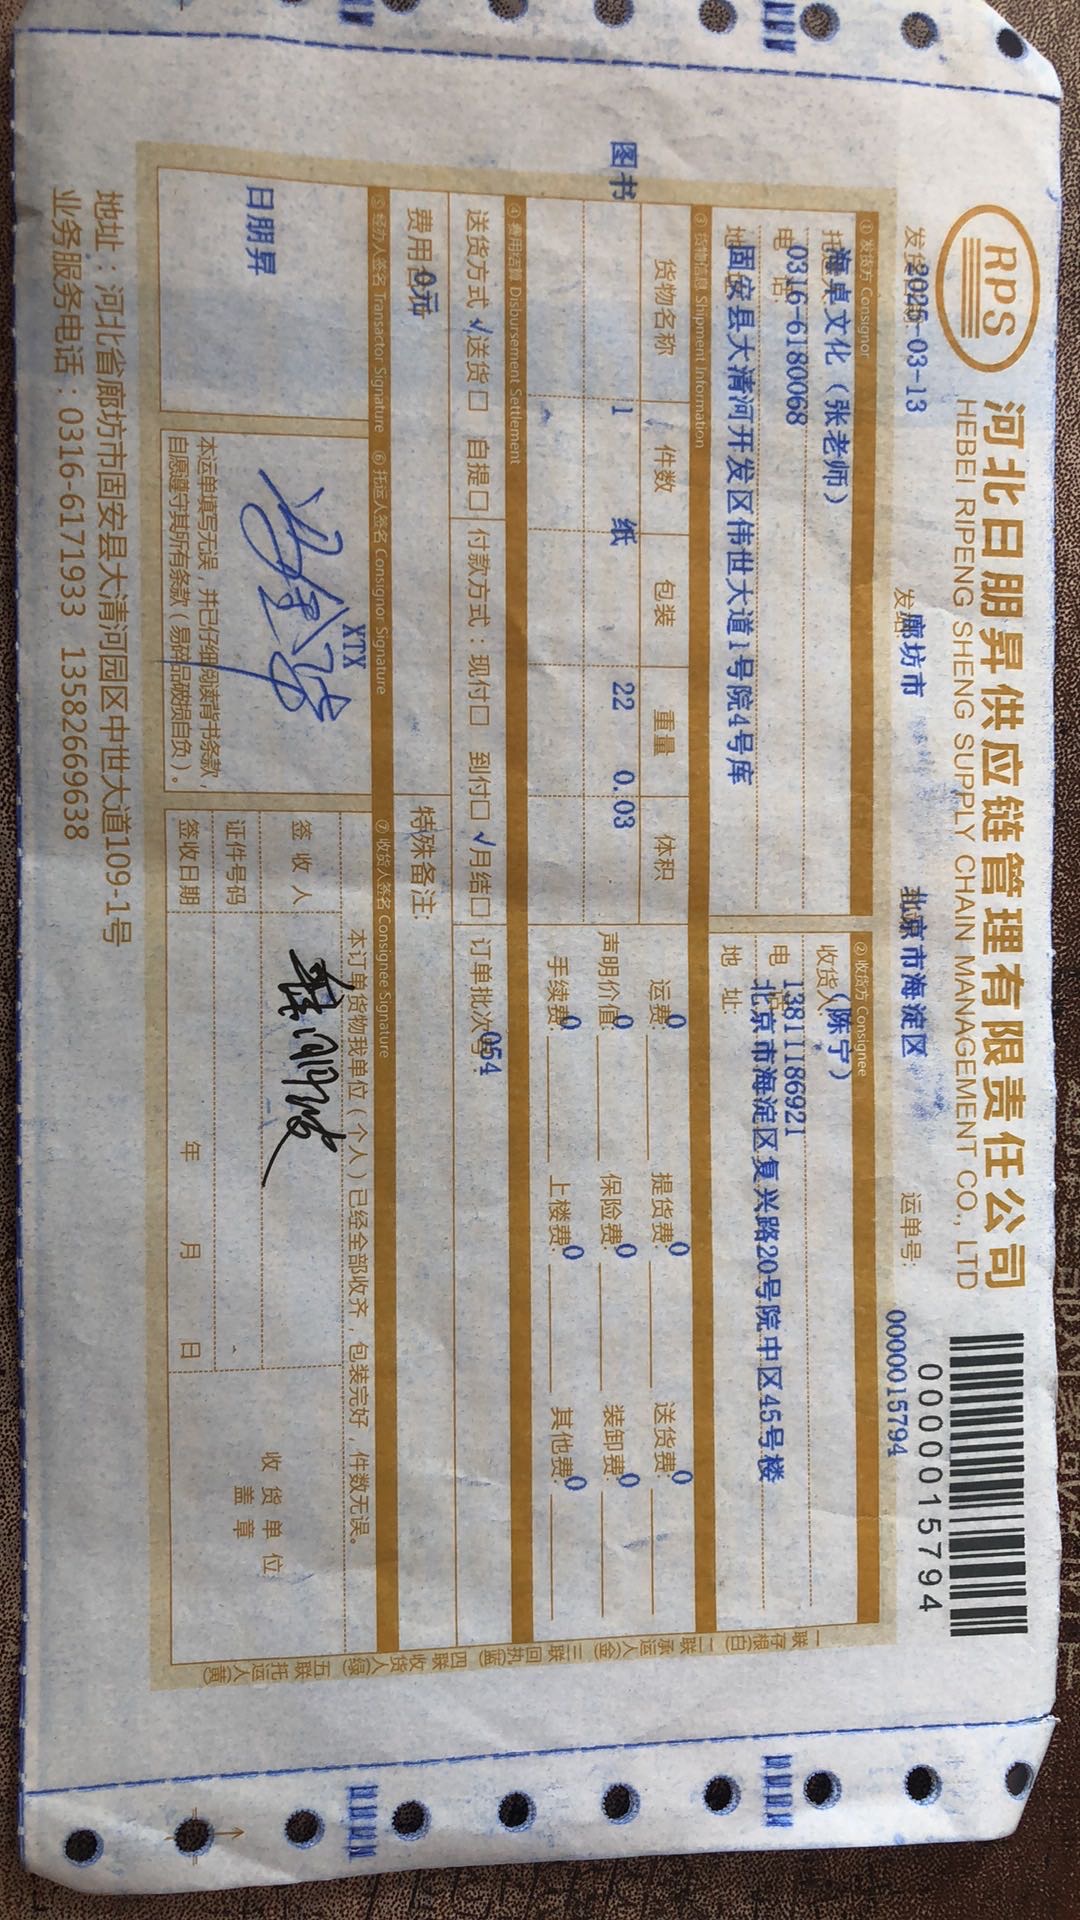 RPS
河北日朋昇供应链管理有限责任公司
HEBEI RIPENG SHENG SUPPLY CHAIN MANAGEMENT CO., LTD
0000015794
发货日期:2025-03-13 发站:廊坊市 北京市海淀区 运单号: 0000015794
① 发货方 Consignor
托运人:海卓文化（张老师）
电 话:0316-6180068
地 址:固安县大清河开发区伟世大道1号院4号库
② 收货方 Consignee
收货人:（陈宁）
电 话:13811186921
地 址: 北京市海淀区复兴路20号院中区45号楼
③ 货物信息 Shipment Information
货物名称 件数 包装 重量 体积
图书 1 纸 22 0.03
运费:0 提货费:0 送货费:0
声明价值:0 保险费:0 装卸费:0
手续费:0 上楼费:0 其他费:0
④ 费用结算 Disbursement Settlement
送货方式:√送货□ 自提□ 付款方式：现付□ 到付□ √月结□ 订单批次号:054
费用 0元 特殊备注:
⑤ 经办人签名 Transactor Signature
日朋昇
⑥ 托运人签名 Consignor Signature
XTX
本运单填写无误，并已仔细阅读背书条款，
自愿遵守其所有条款（易碎品破损自负）。
⑦ 收货人签名 Consignee Signature
本订单货物我单位（个人）已经全部收齐，包装完好，件数无误。
签 收 人
证件号码
签收日期 年 月 日
收 货 单 位
盖 章
一联存根(白) 二联承运人(金) 三联回执(蓝) 四联收货人(绿) 五联托运人(黄)
地址：河北省廊坊市固安县大清河园区中世大道109-1号
业务服务电话：0316-6171933 13582669638